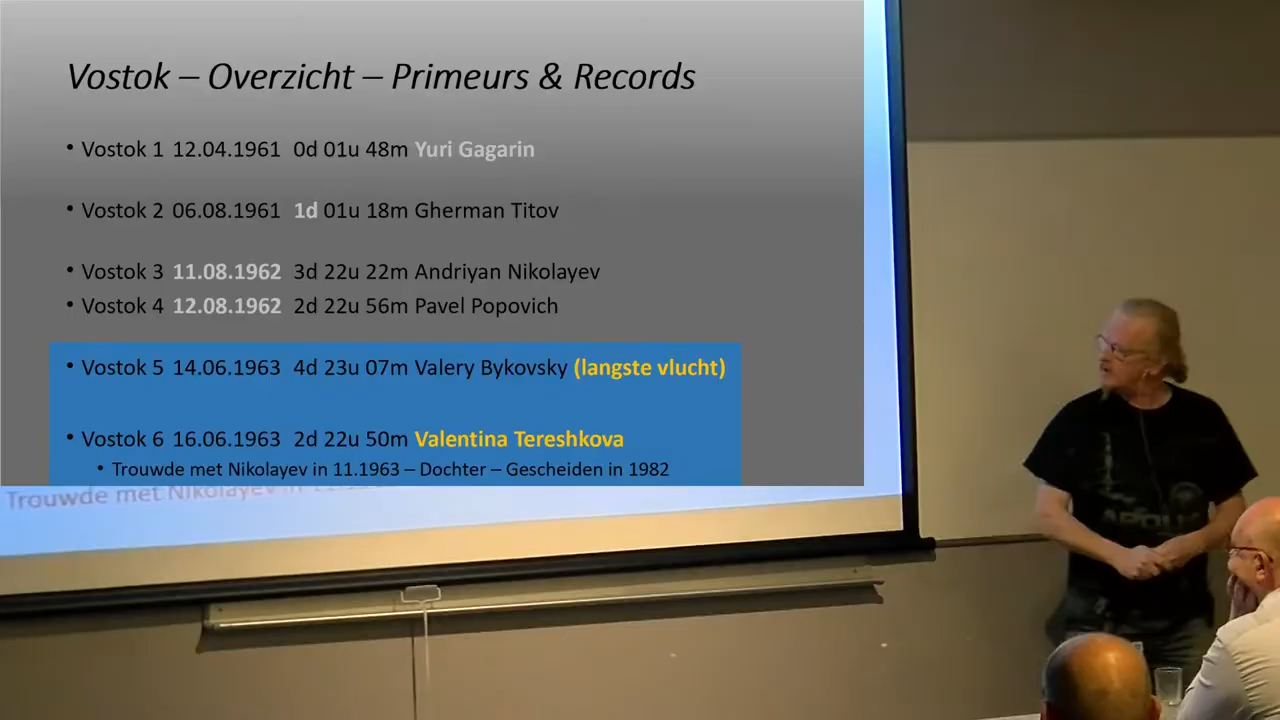 Vostok – Overzicht – Primeurs & Records
• Vostok 1 12.04.1961 0d 01u 48m Yuri Gagarin
• Vostok 2 06.08.1961 1d 01u 18m Gherman Titov
• Vostok 3 11.08.1962 3d 22u 22m Andriyan Nikolayev
• Vostok 4 12.08.1962 2d 22u 56m Pavel Popovich
• Vostok 5 14.06.1963 4d 23u 07m Valery Bykovsky (langste vlucht)
• Vostok 6 16.06.1963 2d 22u 50m Valentina Tereshkova
• Trouwde met Nikolayev in 11.1963 – Dochter – Gescheiden in 1982
Trouwde met Nikolayev in